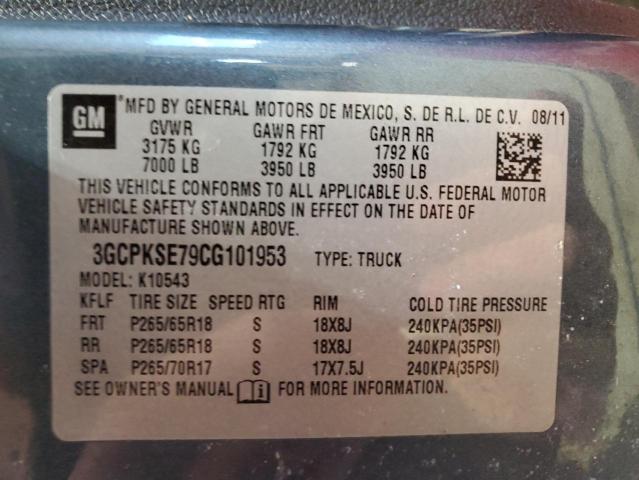 GM *MFD BY GENERAL MOTORS DE MEXICO, S. DE R.L. DE C.V. 08/11
GVWR GAWR FRT GAWR RR
3175 KG 1792 KG 1792 KG
7000 LB 3950 LB 3950 LB
THIS VEHICLE CONFORMS TO ALL APPLICABLE U.S. FEDERAL MOTOR
VEHICLE SAFETY STANDARDS IN EFFECT ON THE DATE OF
MANUFACTURE SHOWN ABOVE.
3GCPKSE79CG101953 TYPE: TRUCK
MODEL: K10543
KFLF TIRE SIZE SPEED RTG RIM COLD TIRE PRESSURE
FRT P265/65R18 S 18X8J 240KPA(35PSI)
RR P265/65R18 S 18X8J 240KPA(35PSI)
SPA P265/70R17 S 17X7.5J 240KPA(35PSI)
SEE OWNER'S MANUAL FOR MORE INFORMATION.